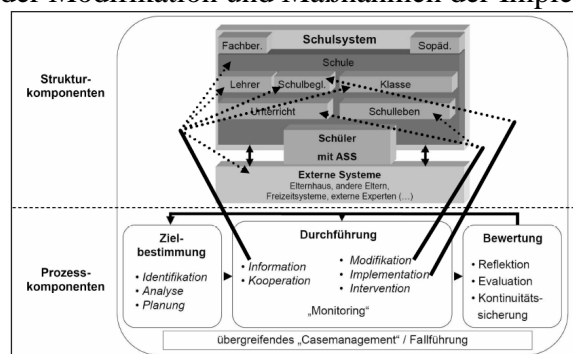 der Modifikation und Maßnahmen der Implem
Schulsystem
Fachber.
Sopäd.
Schule
Lehrer
Schulbegl.
Klasse
Unterricht
Schulleben
Schüler
mit ASS
Externe Systeme
Elternhaus, andere Eltern,
Freizeitsysteme, externe Experten (...)
Struktur-
komponenten
Prozess-
komponenten
Ziel-
bestimmung
• Identifikation
• Analyse
• Planung
Durchführung
• Information
• Kooperation
• Modifikation
• Implementation
• Intervention
„Monitoring“
Bewertung
• Reflektion
• Evaluation
• Kontinuitäts-
sicherung
übergreifendes „Casemanagement“ / Fallführung